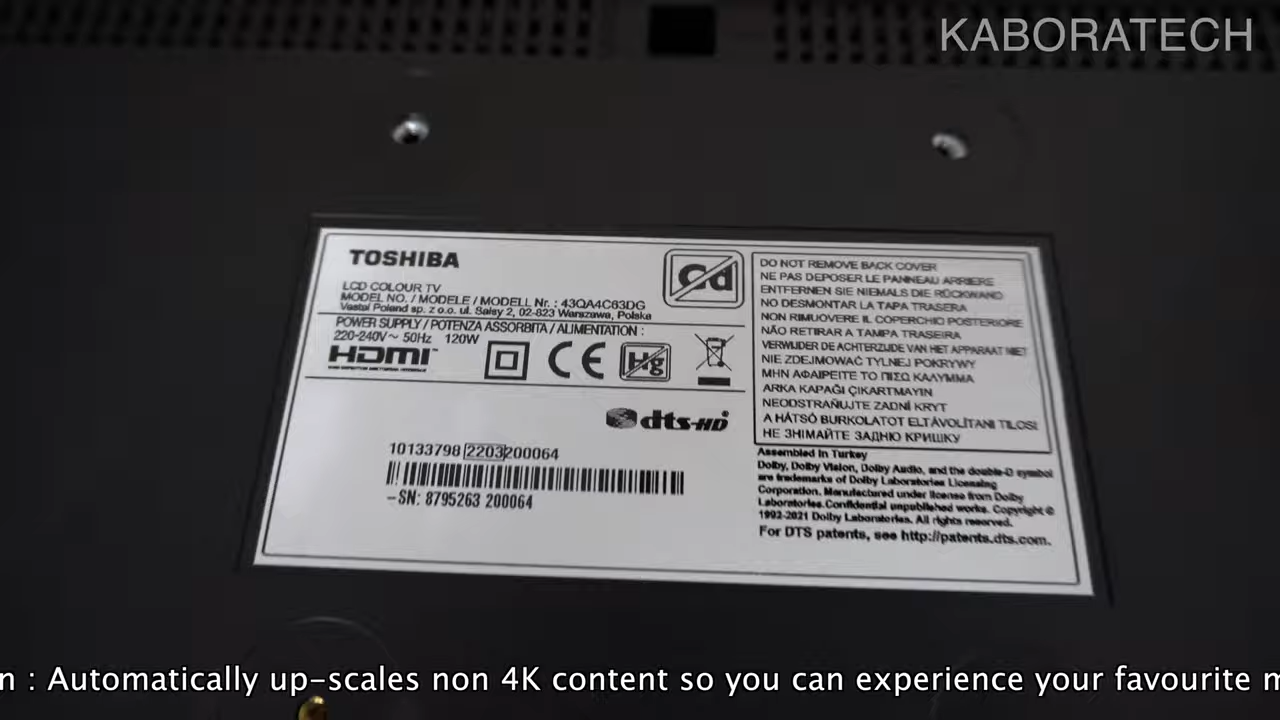 KABORATECH
TOSHIBA
LCD COLOUR TV
MODEL NO. / MODELE / MODELL Nr. : 43QA4C63DG
Vestel Poland sp. z o.o. ul. Salsy 2, 02-823 Warszawa, Polska
POWER SUPPLY / POTENZA ASSORBITA / ALIMENTATION :
220-240V~ 50Hz 120W
HDMI
CE
Hg
Cd
dts-HD
10133798 2203 200064
-SN: 8795263 200064
DO NOT REMOVE BACK COVER
NE PAS DEPOSER LE PANNEAU ARRIERE
ENTFERNEN SIE NIEMALS DIE RÜCKWAND
NO DESMONTAR LA TAPA TRASERA
NON RIMUOVERE IL COPERCHIO POSTERIORE
NÃO RETIRAR A TAMPA TRASEIRA
VERWIJDER DE ACHTERZIJDE VAN HET APPARAAT NIET
NIE ZDEJMOWAĆ TYLNEJ POKRYWY
ΜΗΝ ΑΦΑΙΡΕΙΤΕ ΤΟ ΠΙΣΩ ΚΑΛΥΜΜΑ
ARKA KAPAĞI ÇIKARTMAYIN
NEODSTRAŇUJTE ZADNÍ KRYT
A HÁTSÓ BURKOLATOT ELTÁVOLÍTANI TILOS!
НЕ ЗНІМАЙТЕ ЗАДНЮ КРИШКУ
Assembled in Turkey
Dolby, Dolby Vision, Dolby Audio, and the double-D symbol
are trademarks of Dolby Laboratories Licensing
Corporation. Manufactured under license from Dolby
Laboratories. Confidential unpublished works. Copyright ©
1992-2021 Dolby Laboratories. All rights reserved.
For DTS patents, see http://patents.dts.com.
n : Automatically up-scales non 4K content so you can experience your favourite m